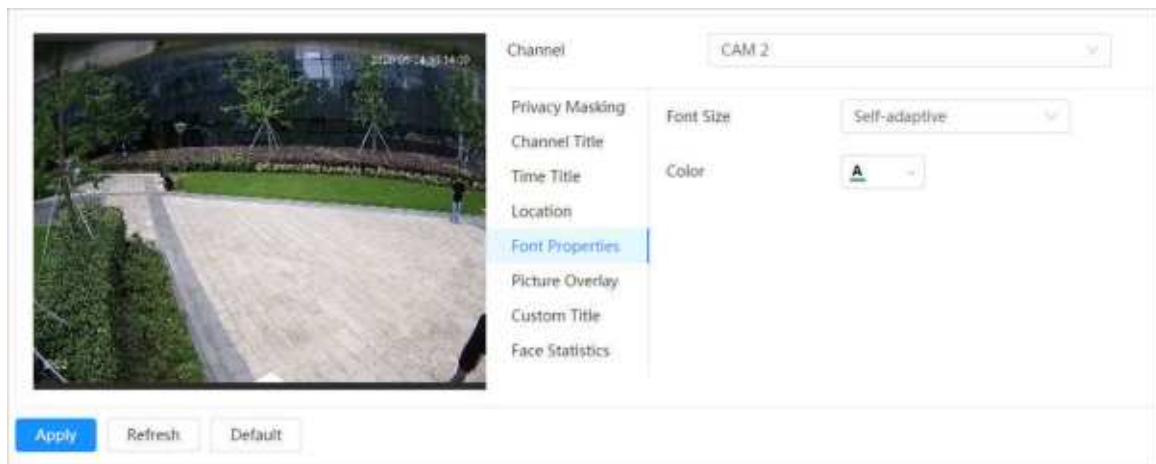 Channel
CAM 2
Privacy Masking
Font Size
Self-adaptive
Channel Title
Time Title
Color
A
Location
Font Properties
Picture Overlay
Custom Title
Face Statistics
Apply
Refresh
Default